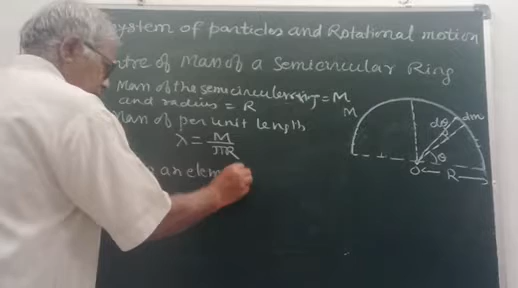 ystem of particles and Rotational motion
ntre of Mass of a Semicircular Ring
Mass of the semicircular ring = M
and radius = R
Mass of per unit length
λ = M / πR
an elem
M
dθ
dm
θ
O
R